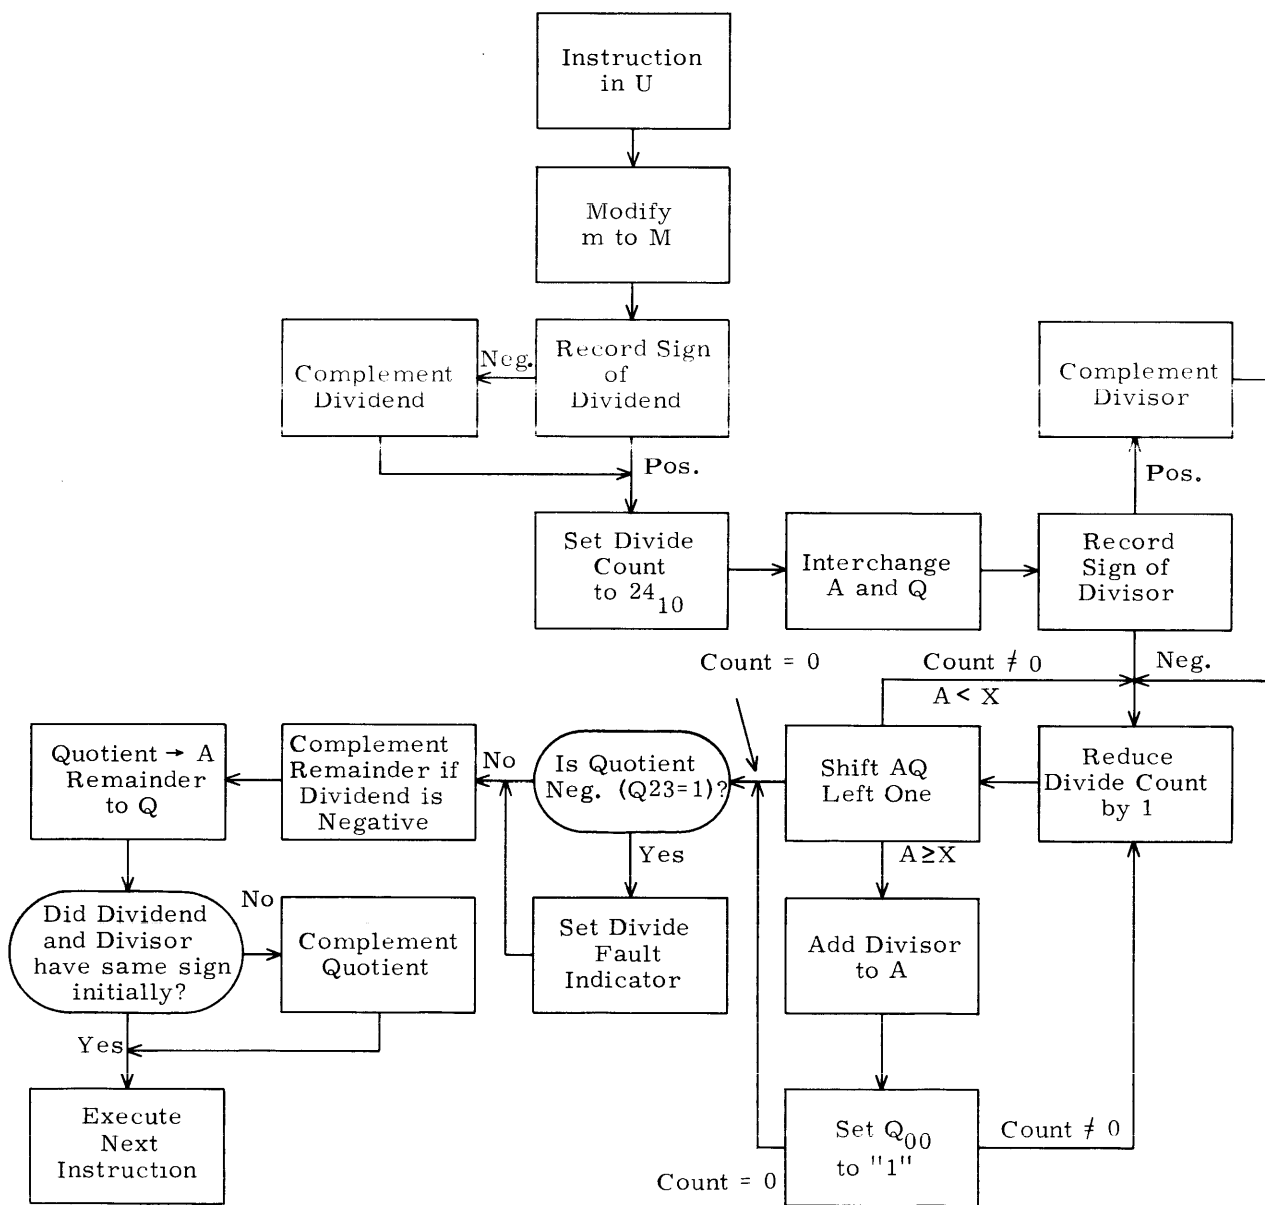 Instruction
in U
Modify
m to M
Complement
Dividend
Neg.
Record Sign
of
Dividend
Complement
Divisor
Pos.
Pos.
Set Divide
Count
to 24₁₀
Interchange
A and Q
Record
Sign of
Divisor
Count = 0
Count ≠ 0
Neg.
A < X
Quotient → A
Remainder
to Q
Complement
Remainder if
Dividend is
Negative
No
Is Quotient
Neg. (Q23=1)?
Shift AQ
Left One
Reduce
Divide Count
by 1
Yes
A≥X
Did Dividend
and Divisor
have same sign
initially?
No
Complement
Quotient
Set Divide
Fault
Indicator
Add Divisor
to A
Yes
Execute
Next
Instruction
Set Q₀₀
to "1"
Count ≠ 0
Count = 0